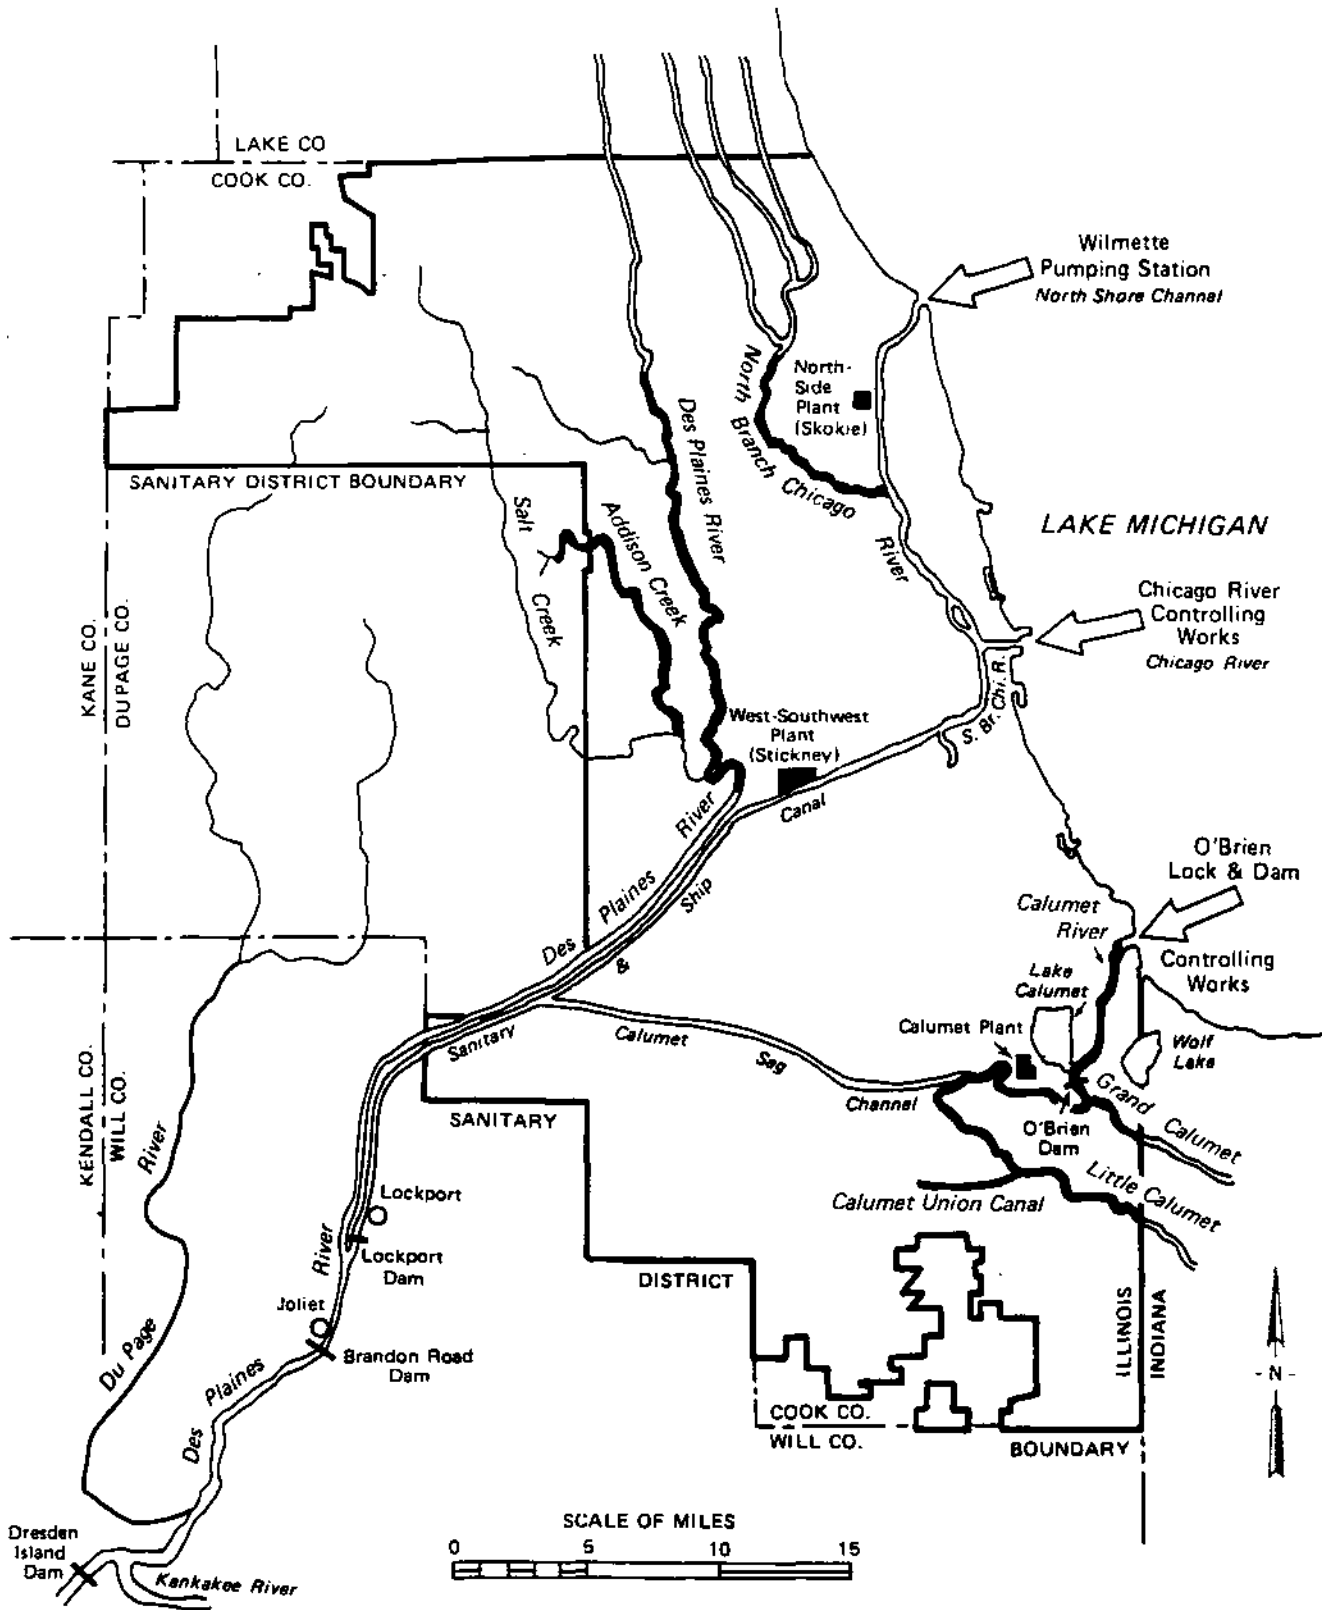 LAKE CO
COOK CO.
Wilmette
Pumping Station
North Shore Channel
North-
Side
Plant
(Skokie)
North Branch Chicago
River
Des Plaines River
SANITARY DISTRICT BOUNDARY
Salt
Creek
Addison Creek
LAKE MICHIGAN
Chicago River
Controlling
Works
Chicago River
KANE CO.
DUPAGE CO.
S. Br. Chi. R.
West-Southwest
Plant
(Stickney)
Canal
River
Plaines
Des
Ship
&
Sanitary
O'Brien
Lock & Dam
Calumet
River
Controlling
Works
Lake
Calumet
Calumet Plant
Wolf
Lake
Calumet
Sag
Channel
Grand
Calumet
O'Brien
Dam
Little Calumet
Calumet Union Canal
KENDALL CO.
WILL CO.
River
Du Page
SANITARY
DISTRICT
BOUNDARY
Lockport
Lockport
Dam
River
Joliet
Brandon Road
Dam
Plaines
Des
ILLINOIS
INDIANA
COOK CO.
WILL CO.
N
Dresden
Island
Dam
Kankakee River
SCALE OF MILES
0 5 10 15